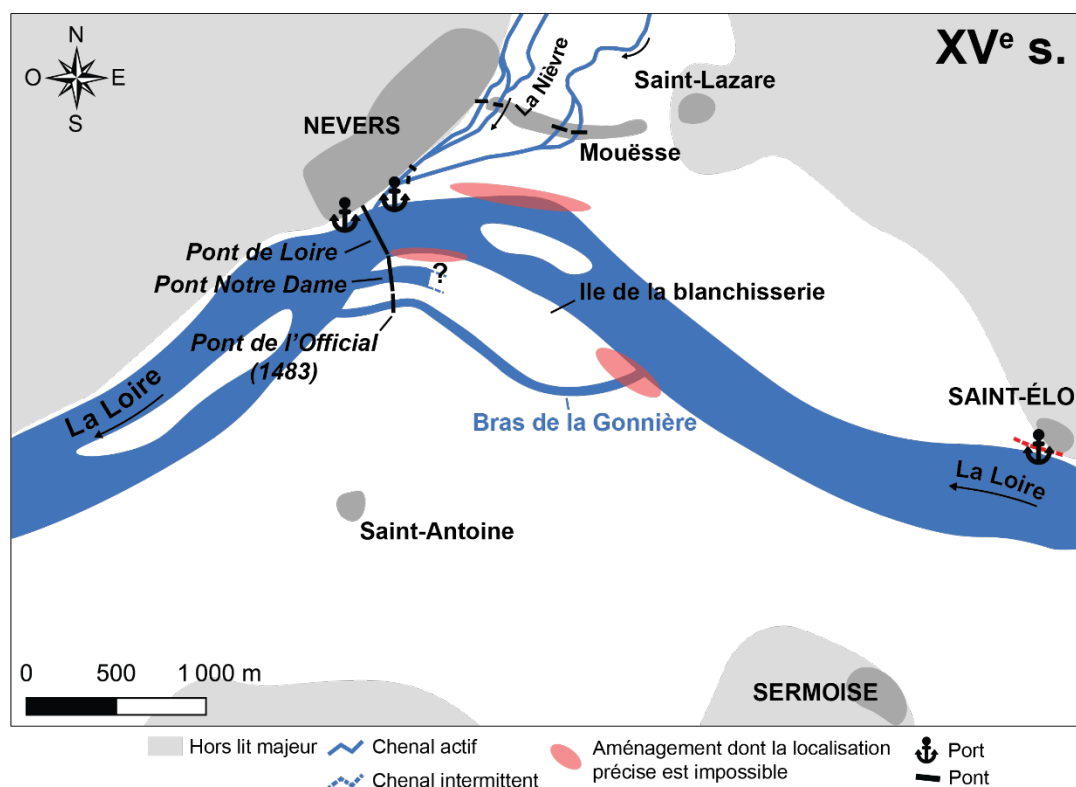 XVe s.
N
O E
S
La Nièvre
Saint-Lazare
NEVERS
Mouësse
Pont de Loire
?
Pont Notre Dame
Ile de la blanchisserie
Pont de l'Official
(1483)
La Loire
Bras de la Gonnière
SAINT-ÉLO
La Loire
Saint-Antoine
0 500 1 000 m
SERMOISE
Hors lit majeur
Chenal actif
Chenal intermittent
Aménagement dont la localisation
précise est impossible
Port
Pont